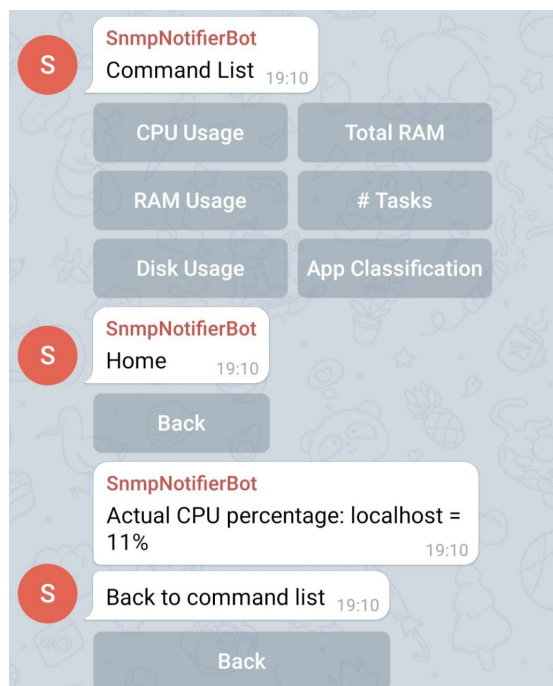 SnmpNotifierBot
S
Command List 19:10
CPU Usage Total RAM
RAM Usage # Tasks
Disk Usage App Classification
SnmpNotifierBot
S
Home 19:10
Back
SnmpNotifierBot
Actual CPU percentage: localhost =
11% 19:10
S
Back to command list 19:10
Back